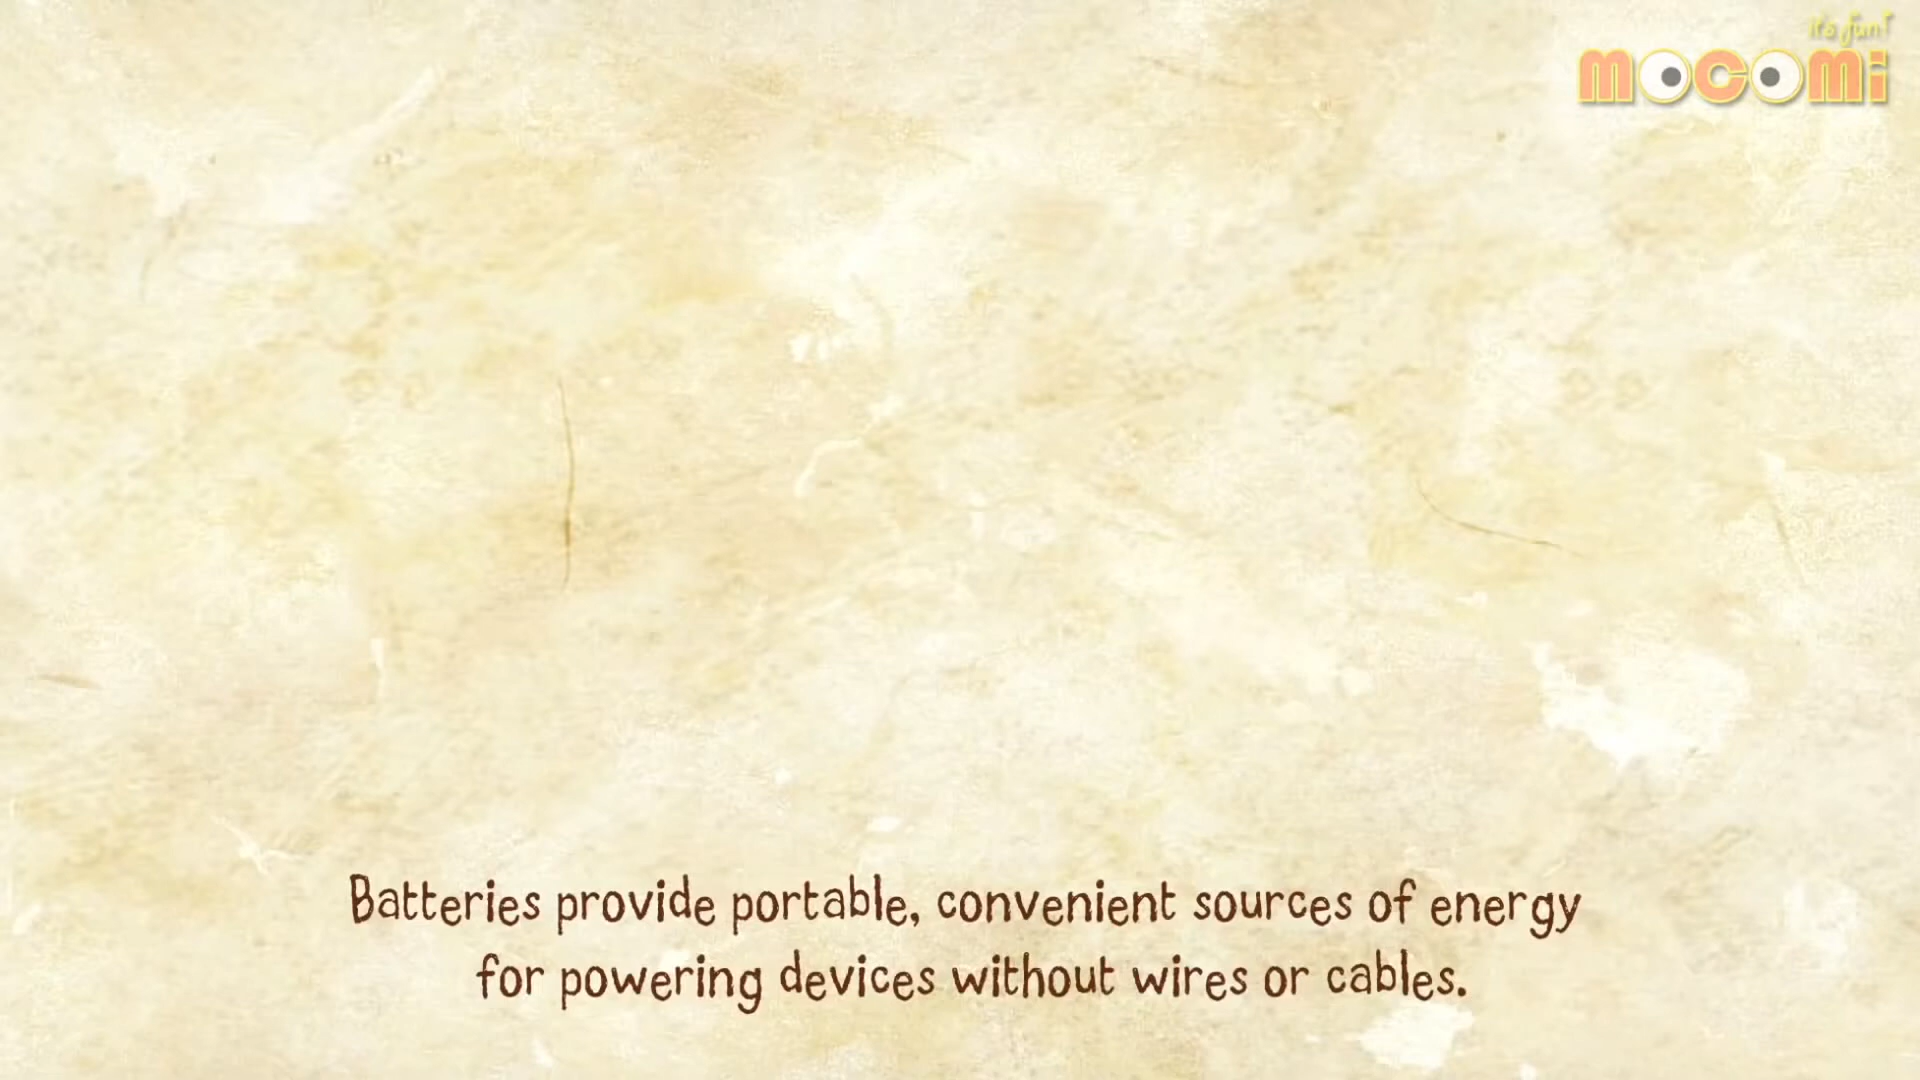 it's fun!
mocomi
Batteries provide portable, convenient sources of energy
for powering devices without wires or cables.